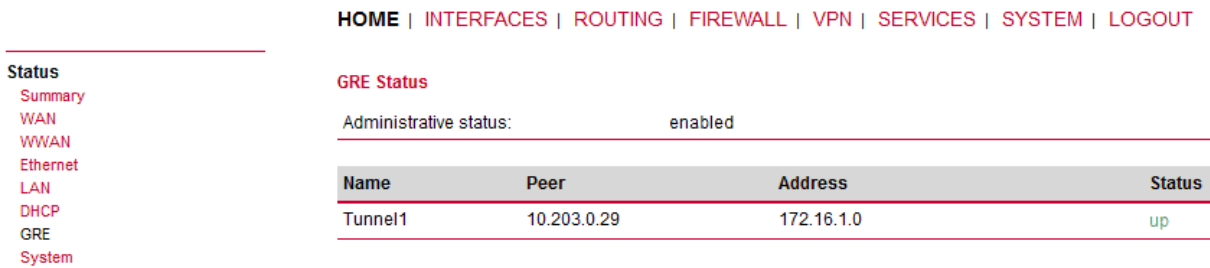 HOME | INTERFACES | ROUTING | FIREWALL | VPN | SERVICES | SYSTEM | LOGOUT
Status
Summary
WAN
WWAN
Ethernet
LAN
DHCP
GRE
System
GRE Status
Administrative status: enabled
Name Peer Address Status
Tunnel1 10.203.0.29 172.16.1.0 up